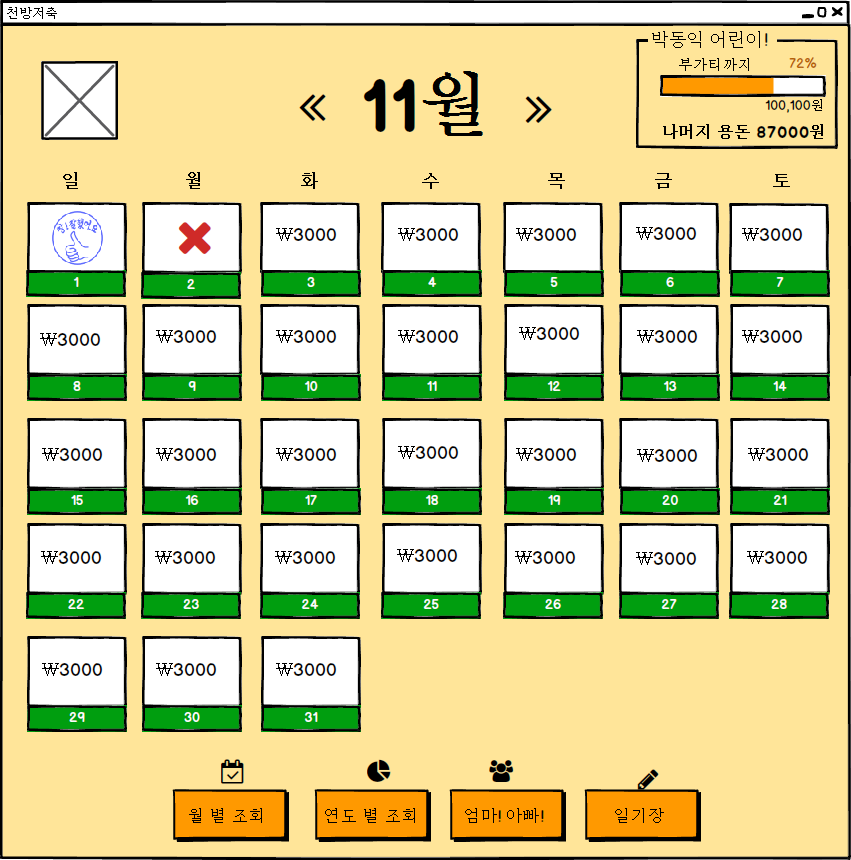 천방저축
박동익 어린이!
부가티까지 72%
100,100원
나머지 용돈 87000원
11월
일 월 화 수 목 금 토
참! 잘했어요
₩3000 ₩3000 ₩3000 ₩3000 ₩3000
1 2 3 4 5 6 7
₩3000 ₩3000 ₩3000 ₩3000 ₩3000 ₩3000 ₩3000
8 9 10 11 12 13 14
₩3000 ₩3000 ₩3000 ₩3000 ₩3000 ₩3000 ₩3000
15 16 17 18 19 20 21
₩3000 ₩3000 ₩3000 ₩3000 ₩3000 ₩3000 ₩3000
22 23 24 25 26 27 28
₩3000 ₩3000 ₩3000
29 30 31
월 별 조회 연도 별 조회 엄마! 아빠! 일기장